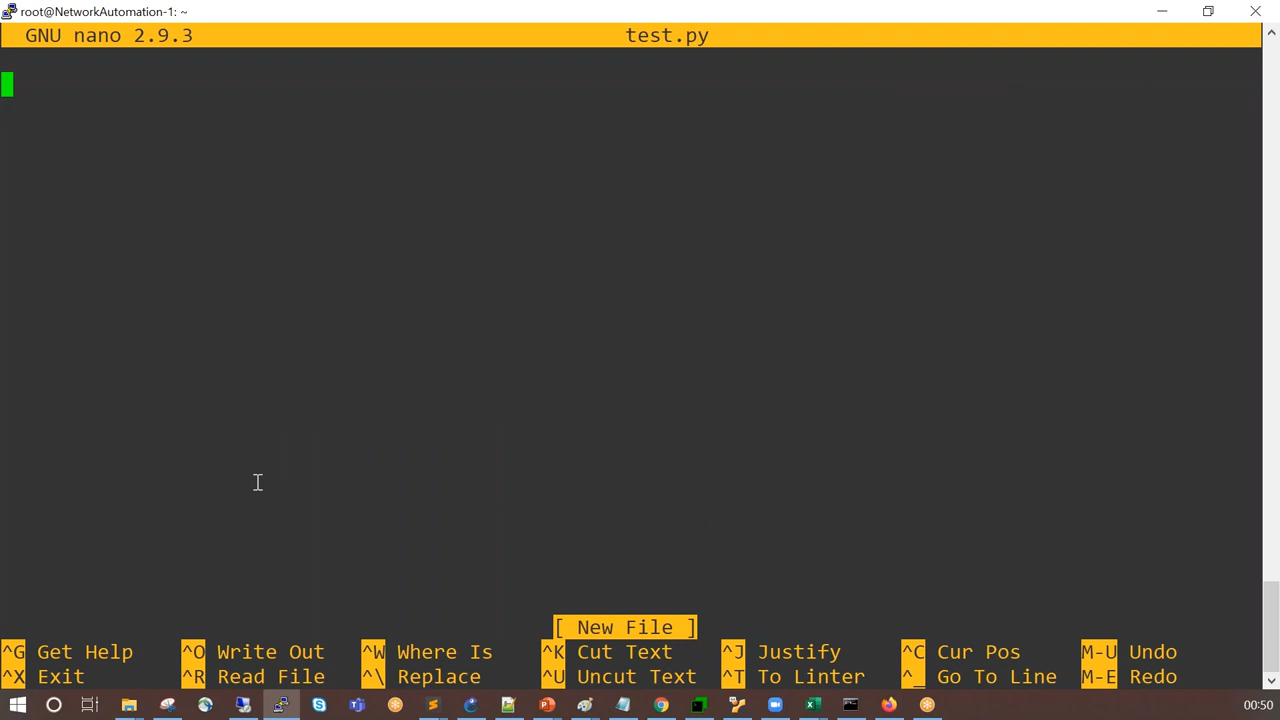 root@NetworkAutomation-1: ~
GNU nano 2.9.3 test.py
[ New File ]
^G Get Help ^O Write Out ^W Where Is ^K Cut Text ^J Justify ^C Cur Pos M-U Undo
^X Exit ^R Read File ^\ Replace ^U Uncut Text ^T To Linter ^_ Go To Line M-E Redo
00:50